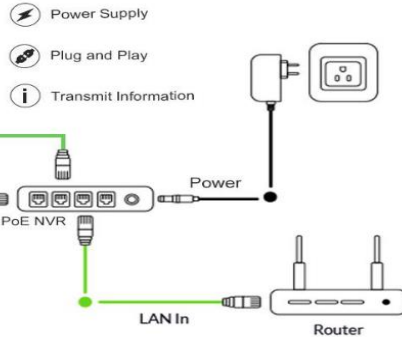 Power Supply
Plug and Play
i Transmit Information
Power
PoE NVR
LAN In
Router